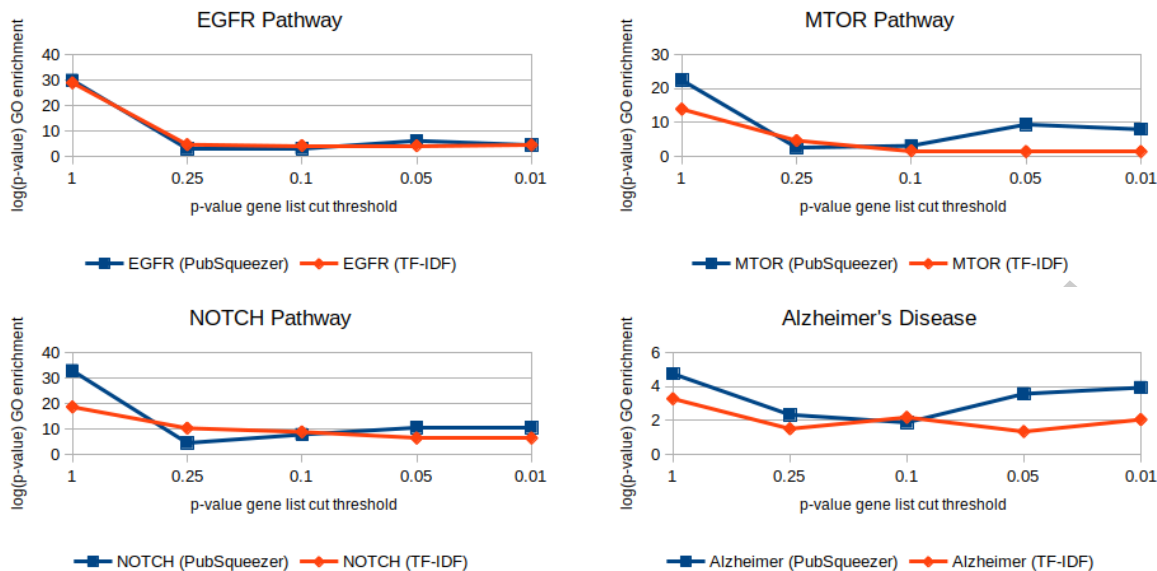 EGFR Pathway
log(p-value) GO enrichment
40
30
20
10
0
1 0.25 0.1 0.05 0.01
p-value gene list cut threshold
EGFR (PubSqueezer) EGFR (TF-IDF)
MTOR Pathway
log(p-value) GO enrichment
30
20
10
0
1 0.25 0.1 0.05 0.01
p-value gene list cut threshold
MTOR (PubSqueezer) MTOR (TF-IDF)
NOTCH Pathway
log(p-value) GO enrichment
40
30
20
10
0
1 0.25 0.1 0.05 0.01
p-value gene list cut threshold
NOTCH (PubSqueezer) NOTCH (TF-IDF)
Alzheimer's Disease
log(p-value) GO enrichment
6
4
2
0
1 0.25 0.1 0.05 0.01
p-value gene list cut threshold
Alzheimer (PubSqueezer) Alzheimer (TF-IDF)